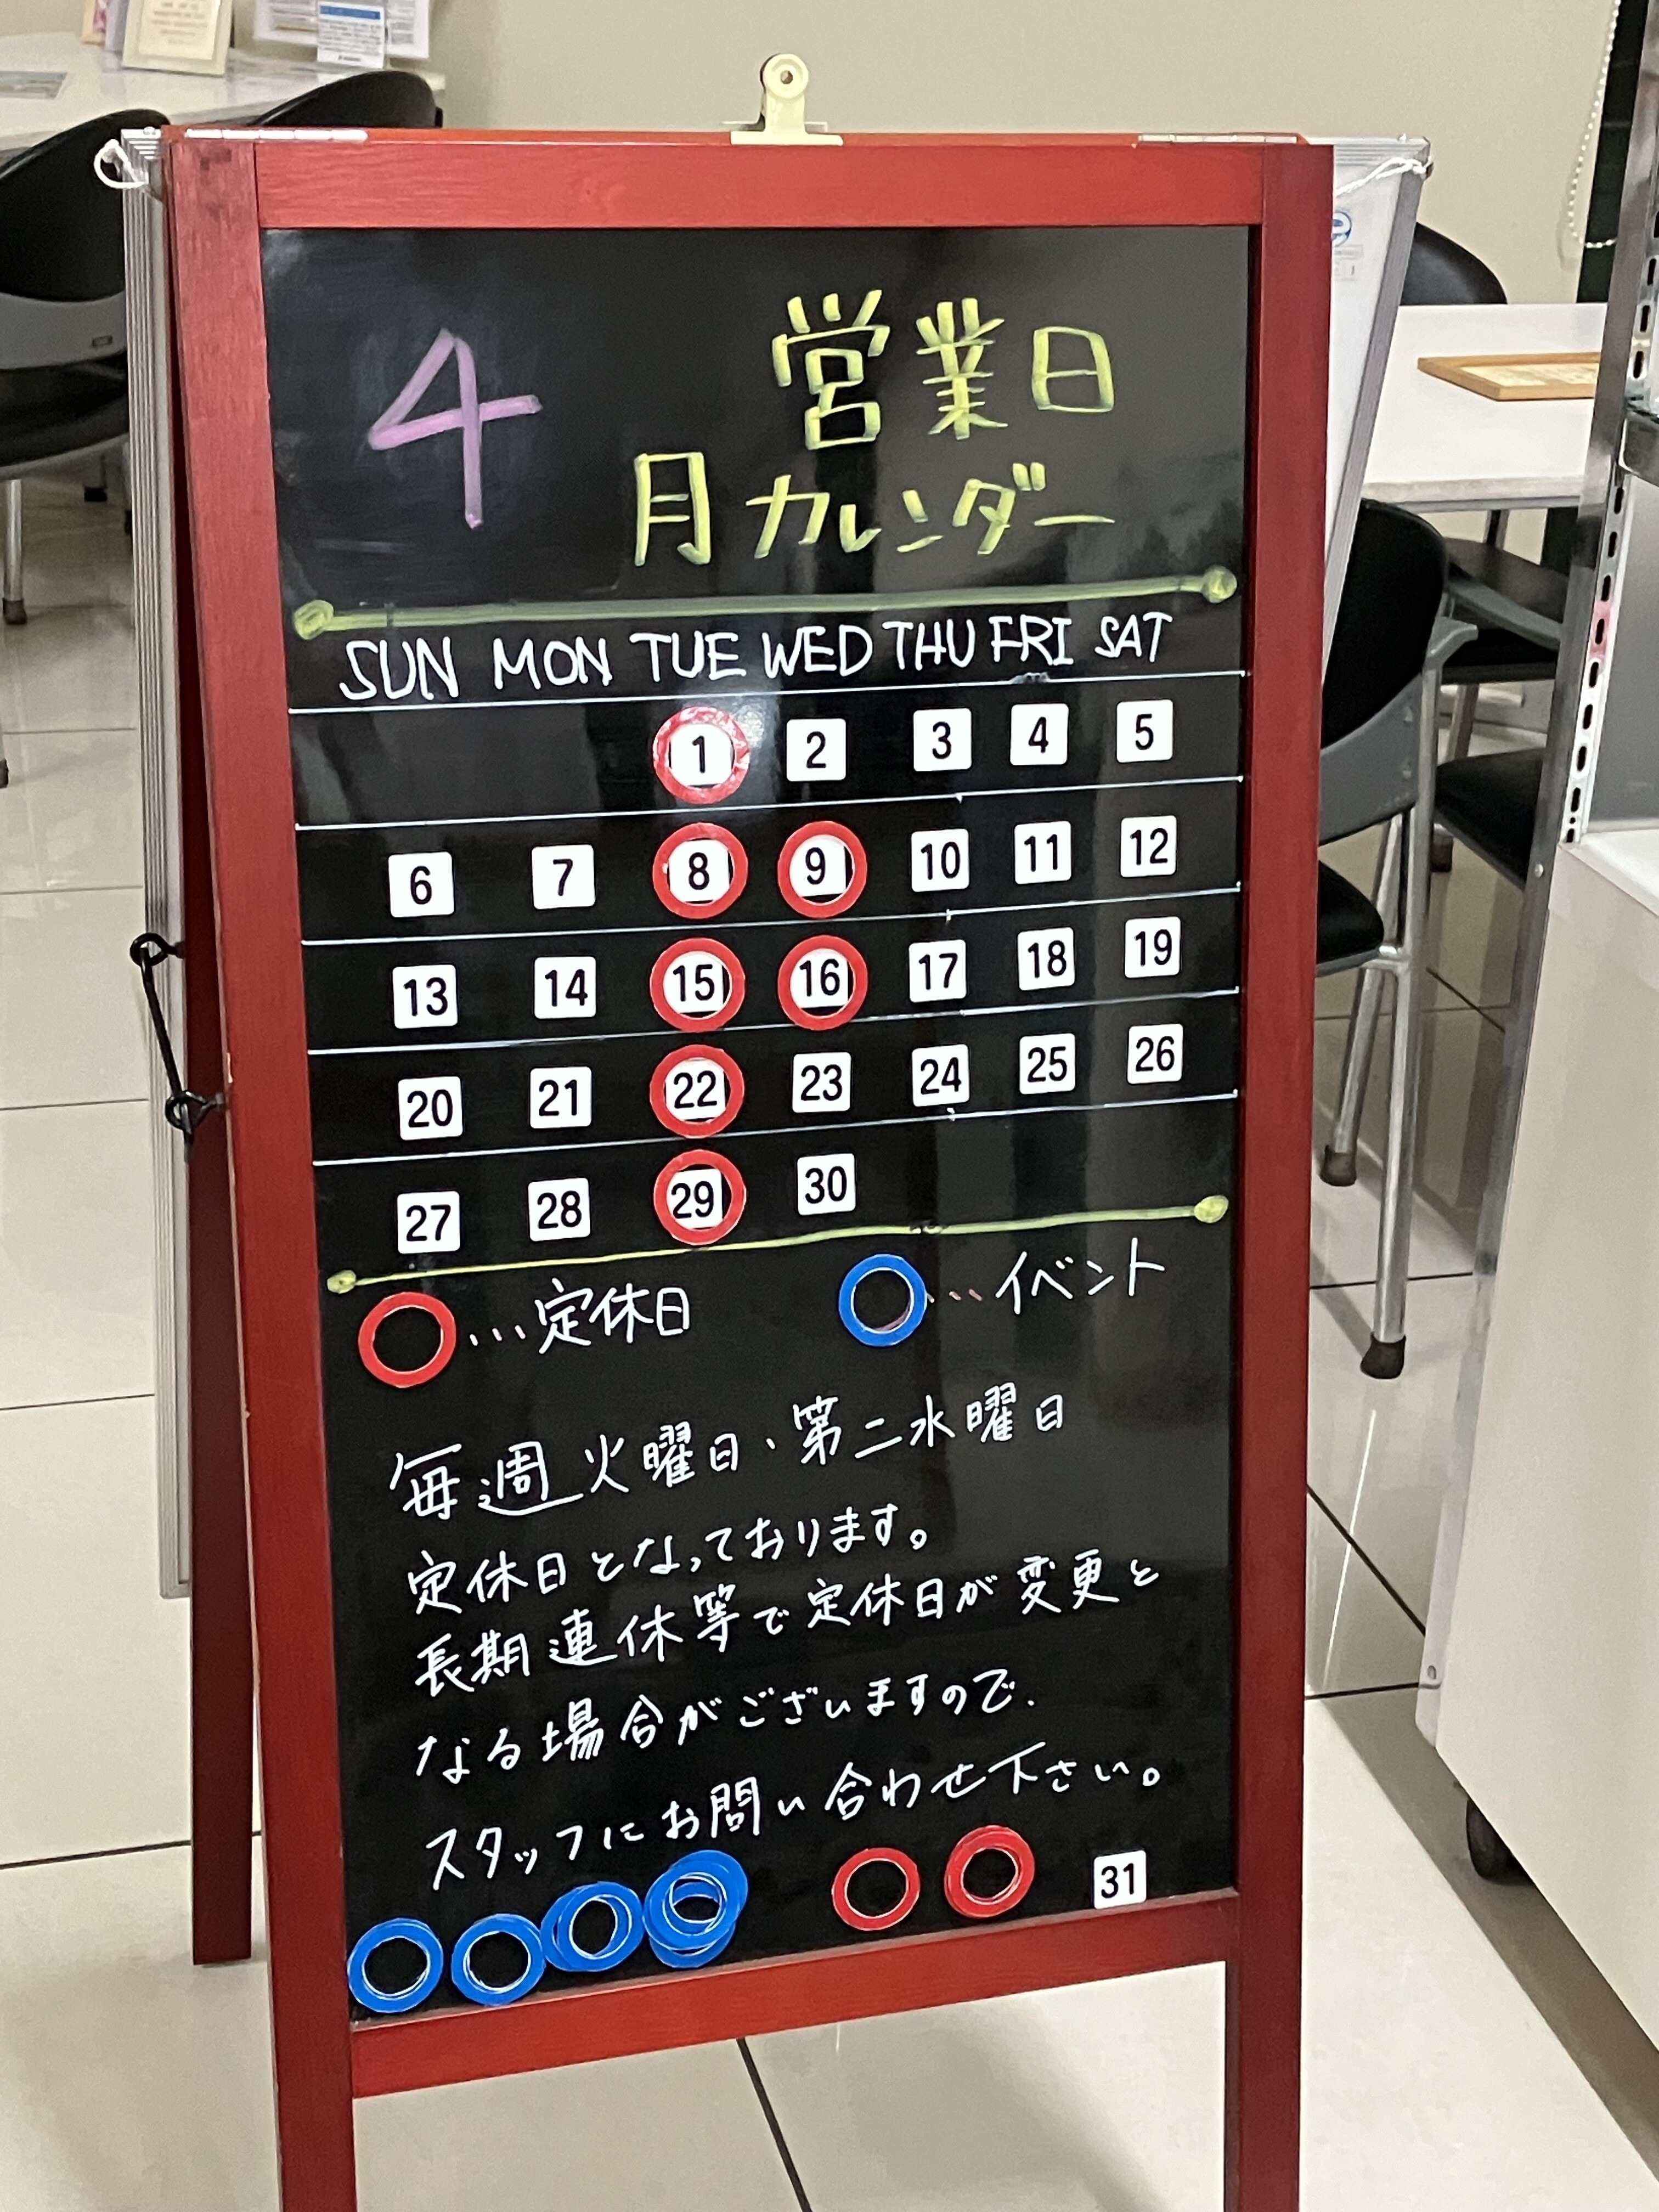 営業日
4月カレンダー
SUN MON TUE WED THU FRI SAT
1 2 3 4 5
6 7 8 9 10 11 12
13 14 15 16 17 18 19
20 21 22 23 24 25 26
27 28 29 30
…定休日 …イベント
毎週火曜日、第二水曜日
定休日となっております。
長期連休等で定休日が変更と
なる場合がございますので、
スタッフにお問い合わせ下さい。
31